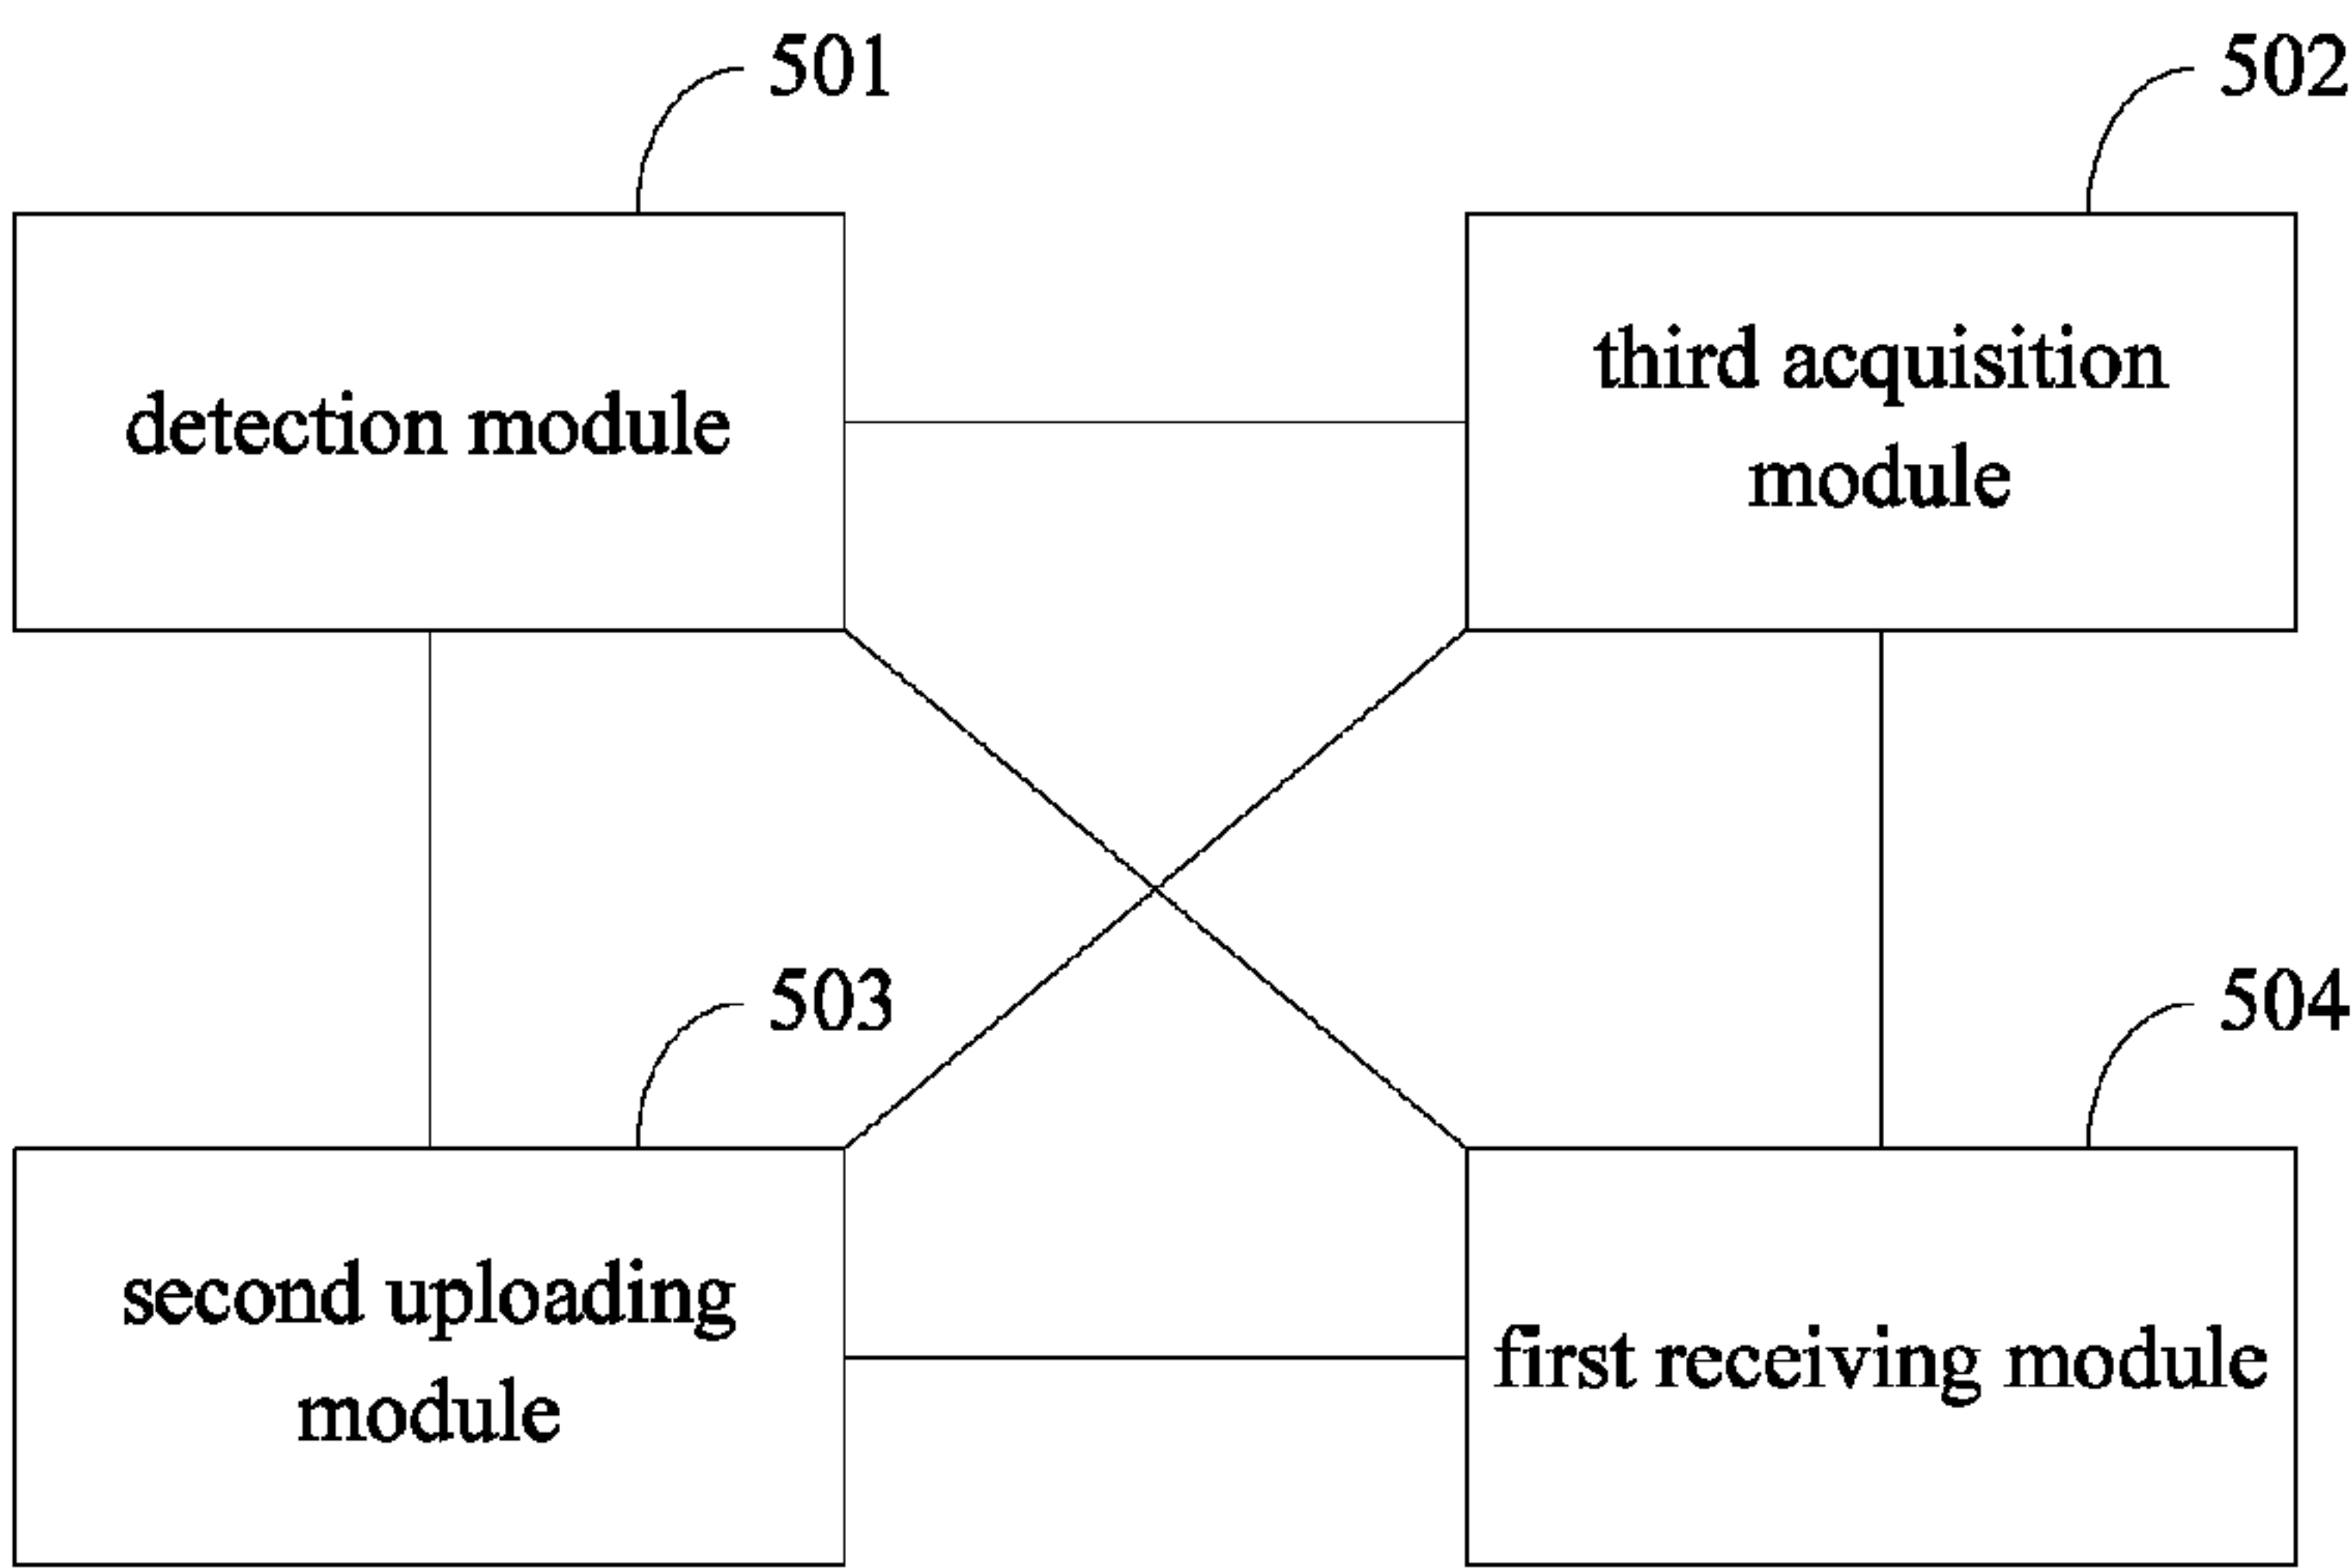 501
502
detection module
third acquisition
module
503
504
second uploading
module
first receiving module